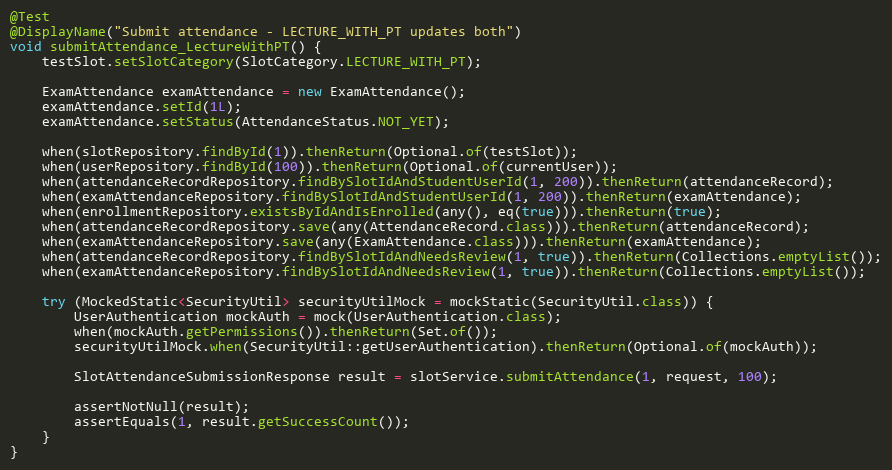 @Test
@DisplayName("Submit attendance - LECTURE_WITH_PT updates both")
void submitAttendance_LectureWithPT() {
    testSlot.setSlotCategory(SlotCategory.LECTURE_WITH_PT);

    ExamAttendance examAttendance = new ExamAttendance();
    examAttendance.setId(1L);
    examAttendance.setStatus(AttendanceStatus.NOT_YET);

    when(slotRepository.findById(1)).thenReturn(Optional.of(testSlot));
    when(userRepository.findById(100)).thenReturn(Optional.of(currentUser));
    when(attendanceRecordRepository.findBySlotIdAndStudentUserId(1, 200)).thenReturn(attendanceRecord);
    when(examAttendanceRepository.findBySlotIdAndStudentUserId(1, 200)).thenReturn(examAttendance);
    when(enrollmentRepository.existsByIdAndIsEnrolled(any(), eq(true))).thenReturn(true);
    when(attendanceRecordRepository.save(any(AttendanceRecord.class))).thenReturn(attendanceRecord);
    when(examAttendanceRepository.save(any(ExamAttendance.class))).thenReturn(examAttendance);
    when(attendanceRecordRepository.findBySlotIdAndNeedsReview(1, true)).thenReturn(Collections.emptyList());
    when(examAttendanceRepository.findBySlotIdAndNeedsReview(1, true)).thenReturn(Collections.emptyList());

    try (MockedStatic<SecurityUtil> securityUtilMock = mockStatic(SecurityUtil.class)) {
        UserAuthentication mockAuth = mock(UserAuthentication.class);
        when(mockAuth.getPermissions()).thenReturn(Set.of());
        securityUtilMock.when(SecurityUtil::getUserAuthentication).thenReturn(Optional.of(mockAuth));

        SlotAttendanceSubmissionResponse result = slotService.submitAttendance(1, request, 100);

        assertNotNull(result);
        assertEquals(1, result.getSuccessCount());
    }
}